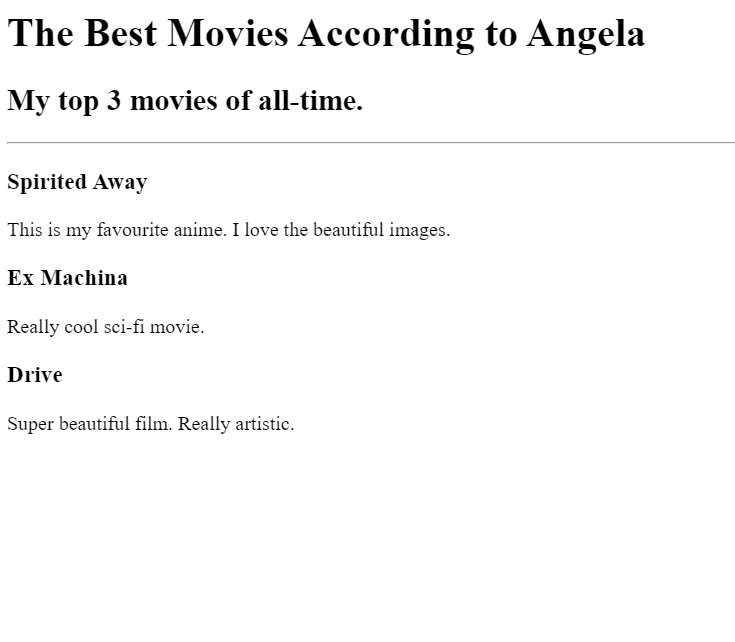 The Best Movies According to Angela
My top 3 movies of all-time.
Spirited Away
This is my favourite anime. I love the beautiful images.
Ex Machina
Really cool sci-fi movie.
Drive
Super beautiful film. Really artistic.